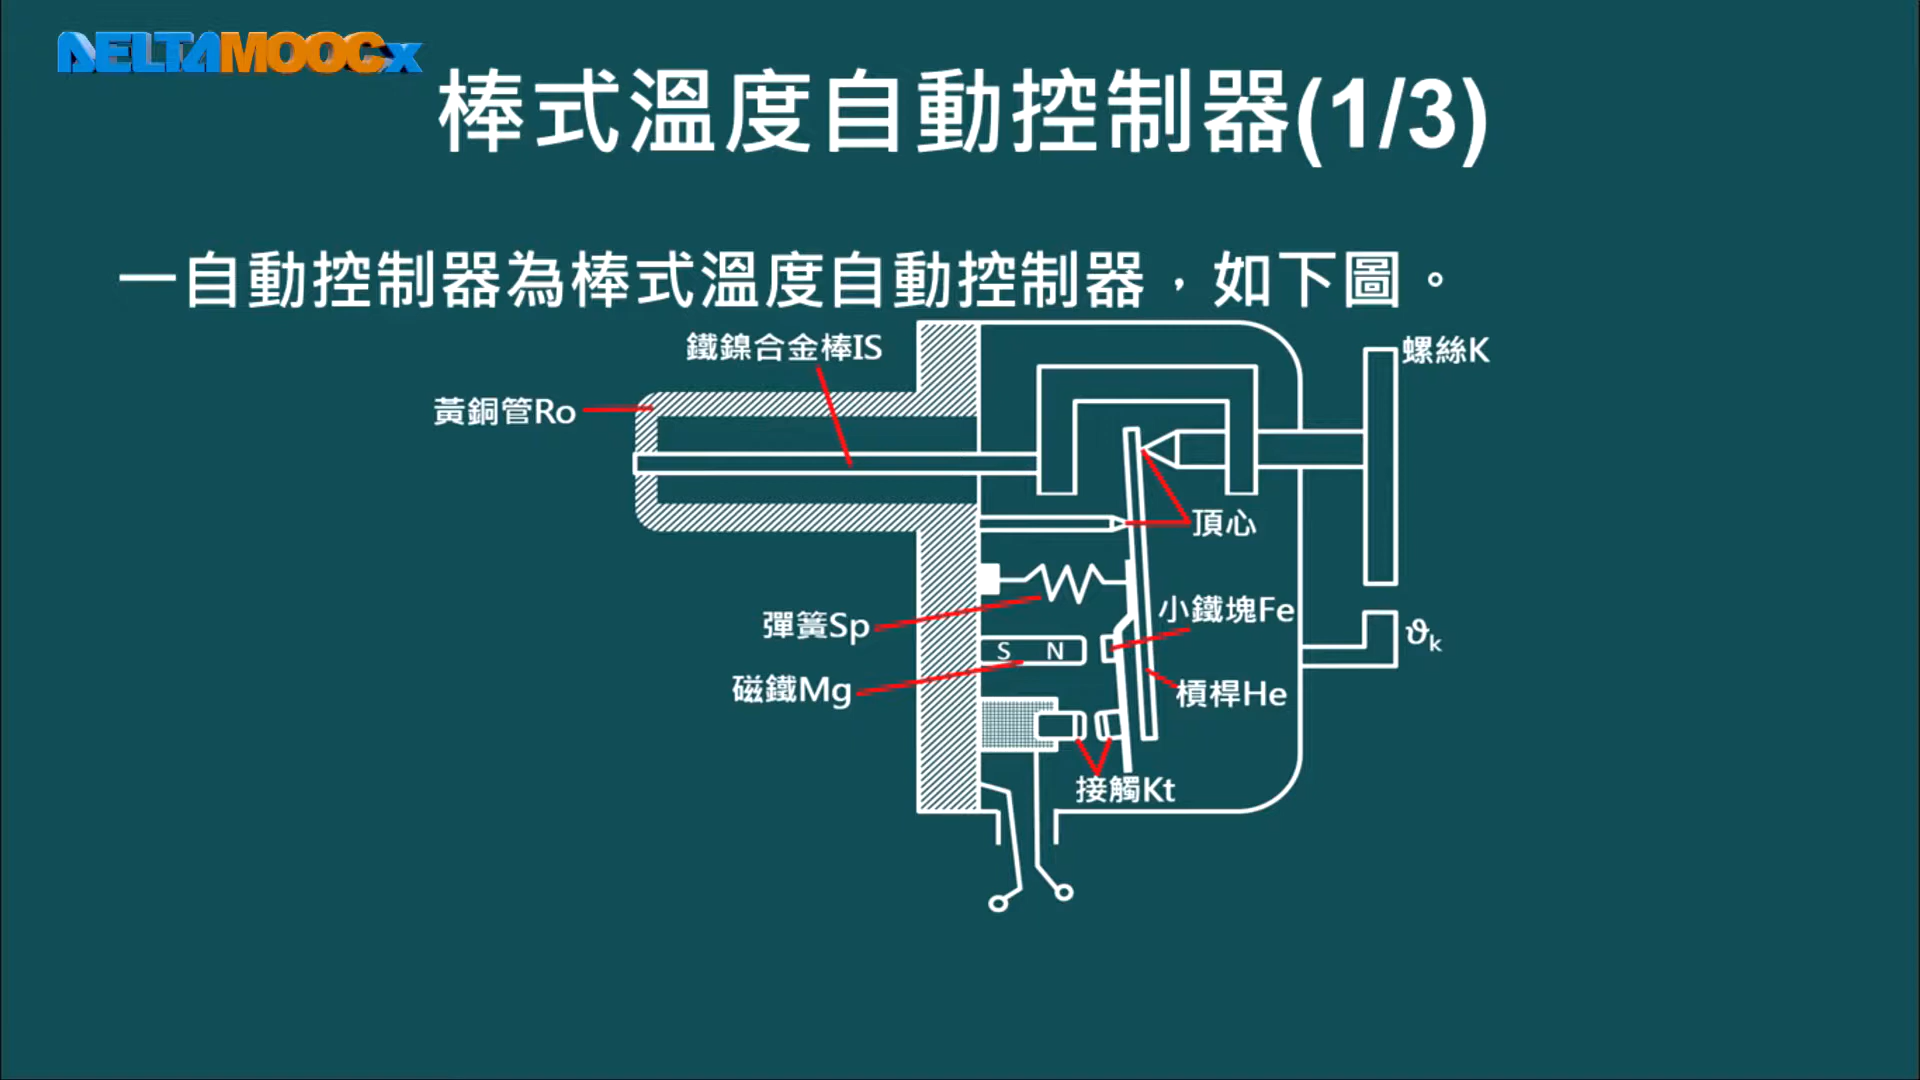 DELTAMOOCx
棒式溫度自動控制器(1/3)
一自動控制器為棒式溫度自動控制器，如下圖。
鐵鎳合金棒IS
螺絲K
黃銅管Ro
頂心
彈簧Sp
小鐵塊Fe
ϑk
S N
磁鐵Mg
槓桿He
接觸Kt